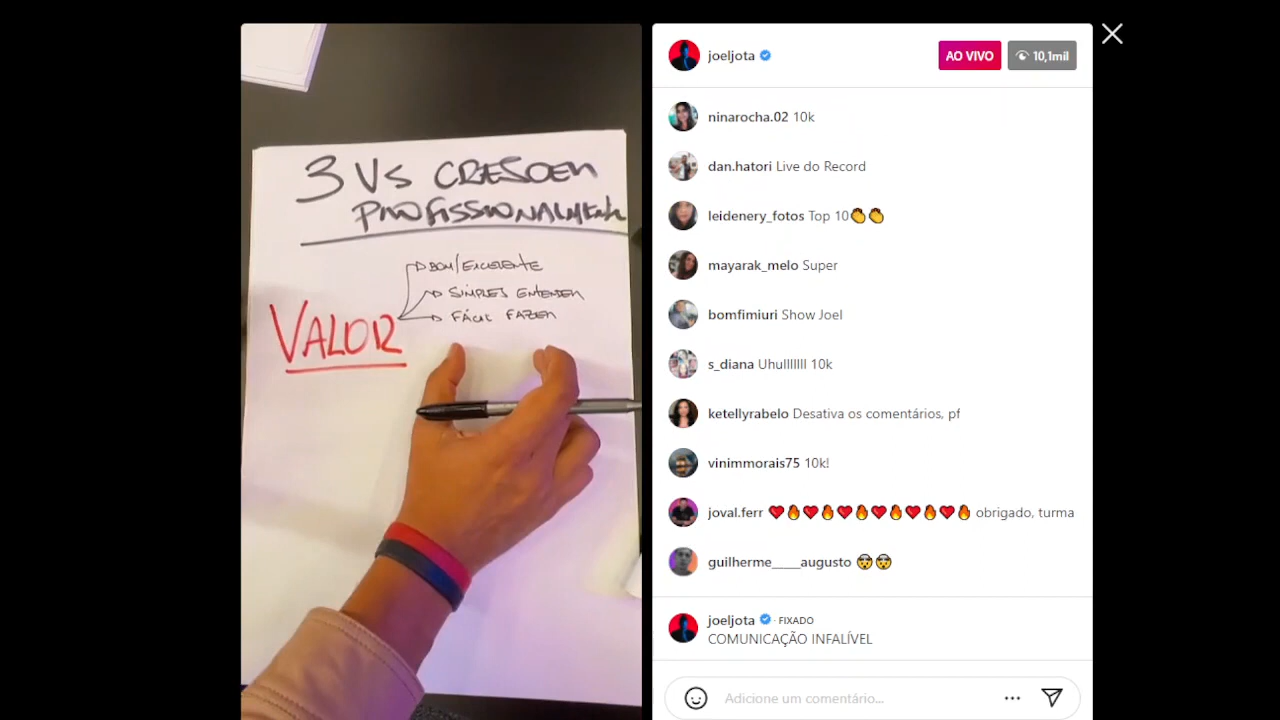 3 Vs CRESCER
PROFISSIONALMENTE
BOM/EXCELENTE
SIMPLES ENTENDER
FÁCIL FAZER
VALOR
joeljota
AO VIVO
10,1mil
ninarocha.02 10k
dan.hatori Live do Record
leidenery_fotos Top 10👏👏
mayarak_melo Super
bomfimiuri Show Joel
s_diana Uhulllllll 10k
ketellyrabelo Desativa os comentários, pf
vinimmorais75 10k!
joval.ferr ❤🔥❤🔥❤🔥❤🔥❤🔥❤🔥 obrigado, turma
guilherme____augusto 🤯🤯
joeljota · FIXADO
COMUNICAÇÃO INFALÍVEL
Adicione um comentário...